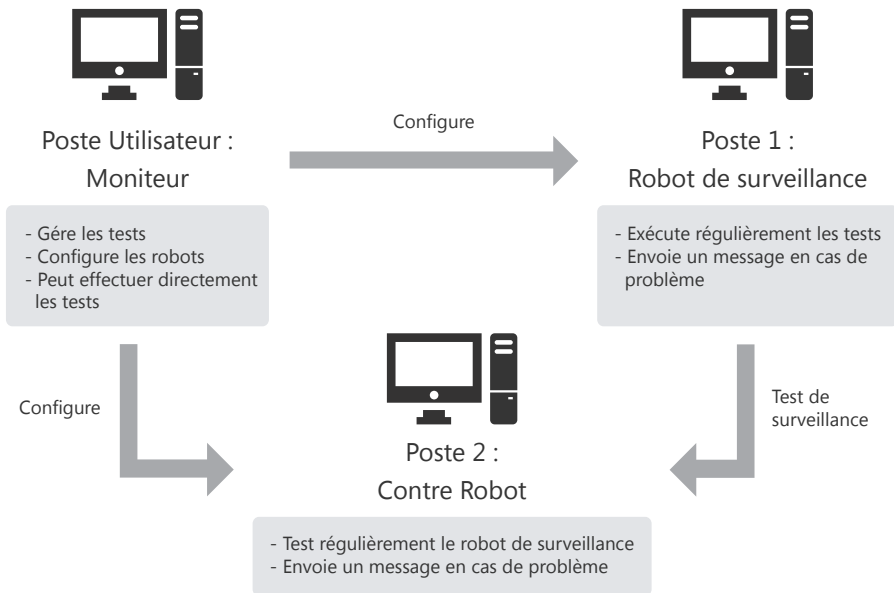 Poste Utilisateur :
Moniteur
- Gére les tests
- Configure les robots
- Peut effectuer directement
les tests
Configure
Poste 1 :
Robot de surveillance
- Exécute régulièrement les tests
- Envoie un message en cas de
problème
Configure
Test de
surveillance
Poste 2 :
Contre Robot
- Test régulièrement le robot de surveillance
- Envoie un message en cas de problème